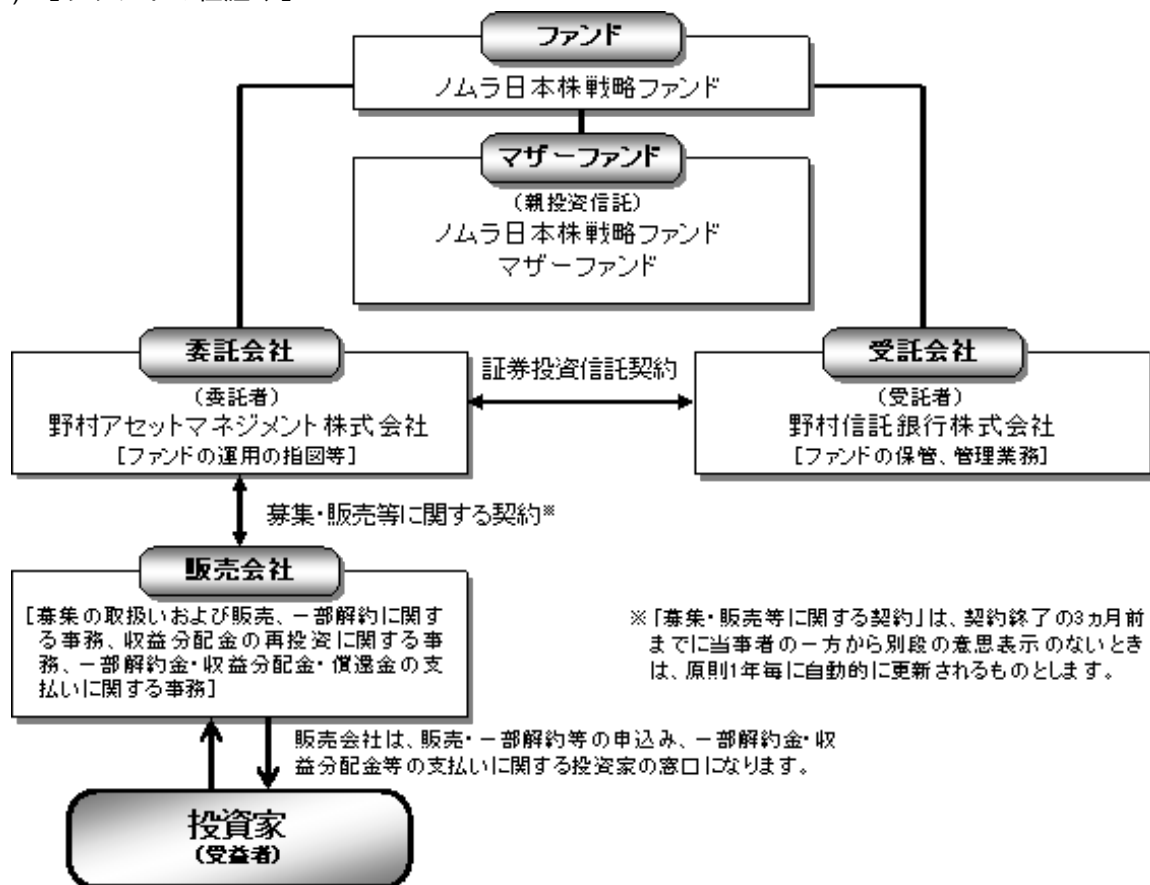 ファンド
ノムラ日本株戦略ファンド
マザーファンド
(親投資信託)
ノムラ日本株戦略ファンド
マザーファンド
委託会社
(委託者)
野村アセットマネジメント株式会社
[ファンドの運用の指図等]
証券投資信託契約
受託会社
(受託者)
野村信託銀行株式会社
[ファンドの保管、管理業務]
募集・販売等に関する契約※
販売会社
[募集の取扱いおよび販売、一部解約に関す
る事務、収益分配金の再投資に関する事
務、一部解約金・収益分配金・償還金の支
払いに関する事務]
※「募集・販売等に関する契約」は、契約終了の3ヵ月前
までに当事者の一方から別段の意思表示のないとき
は、原則1年毎に自動的に更新されるものとします。
販売会社は、販売・一部解約等の申込み、一部解約金・収
益分配金等の支払いに関する投資家の窓口になります。
投資家
(受益者)